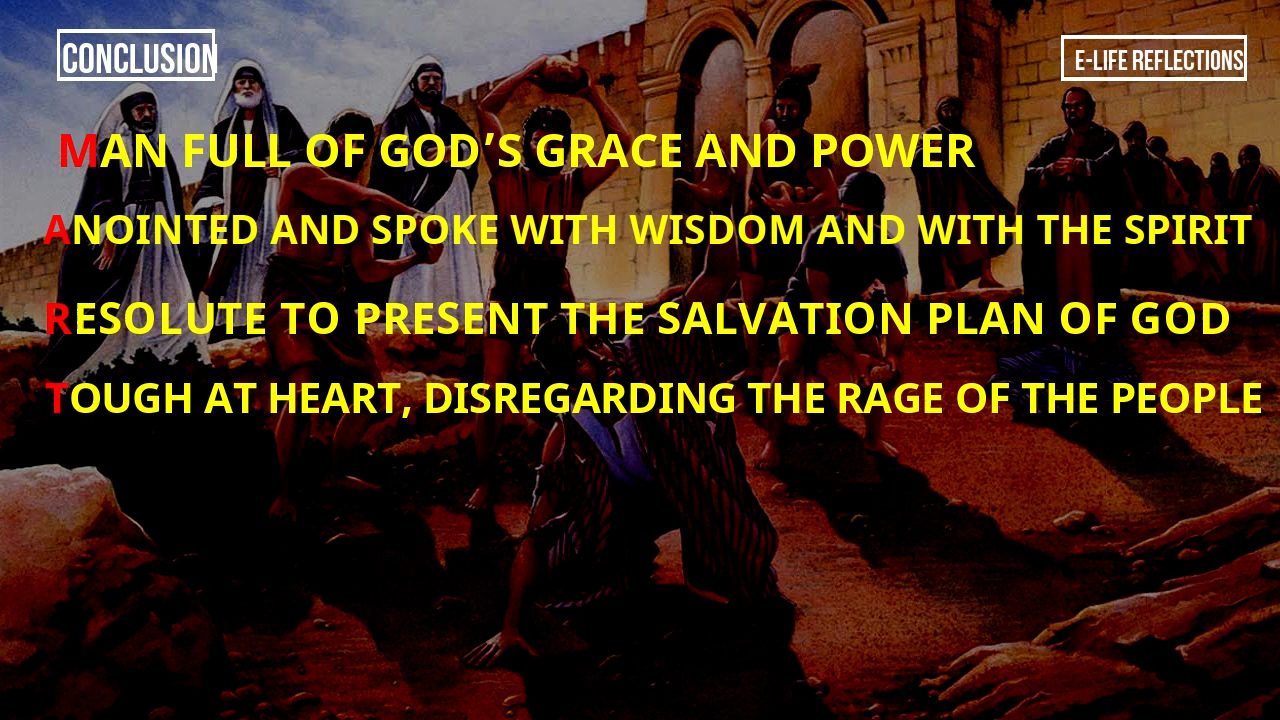 CONCLUSION
E-LIFE REFLECTIONS
MAN FULL OF GOD’S GRACE AND POWER
ANOINTED AND SPOKE WITH WISDOM AND WITH THE SPIRIT
RESOLUTE TO PRESENT THE SALVATION PLAN OF GOD
TOUGH AT HEART, DISREGARDING THE RAGE OF THE PEOPLE